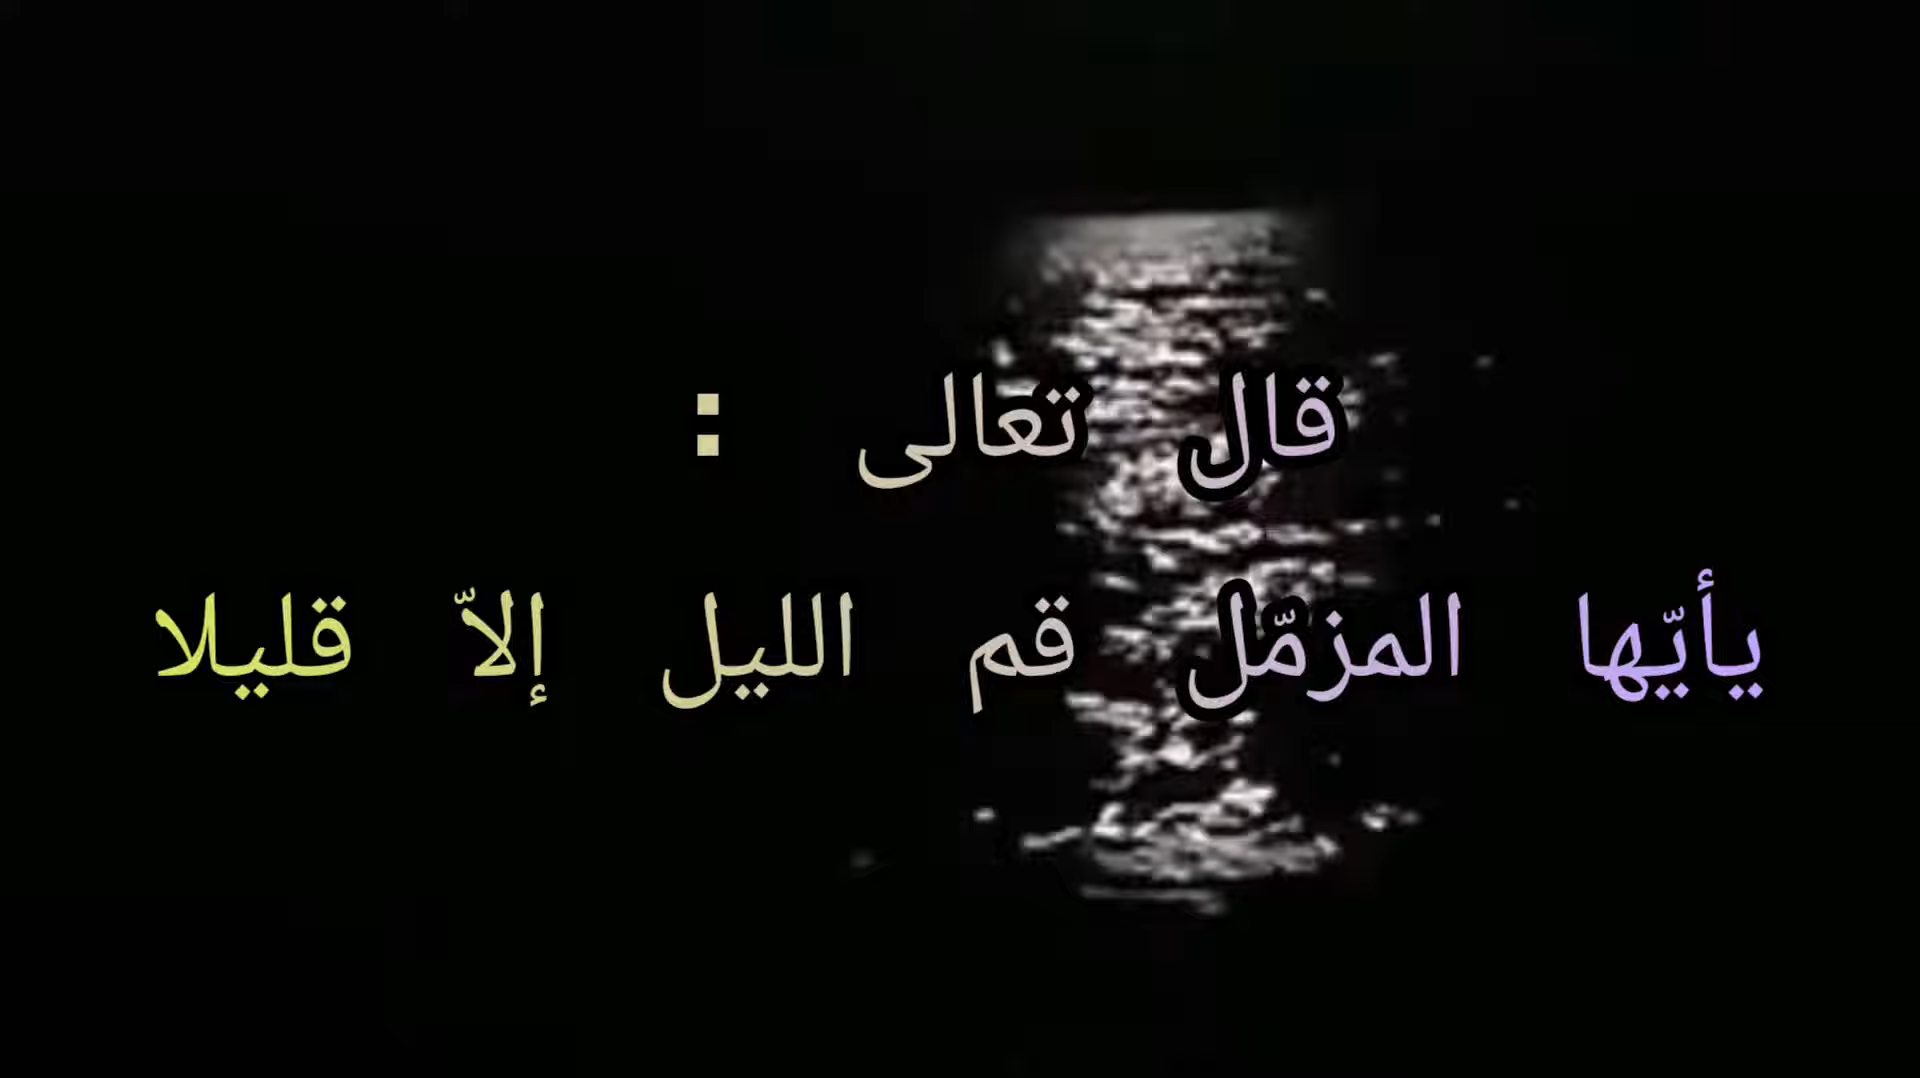 قال تعالى :
يأيّها المزمّل قم الليل إلاّ قليلا